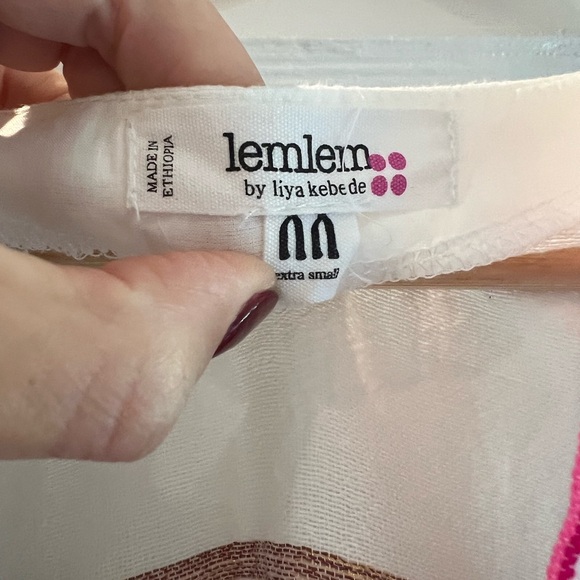 MADE IN
ETHIOPIA
lemlem
by liya kebede
extra small